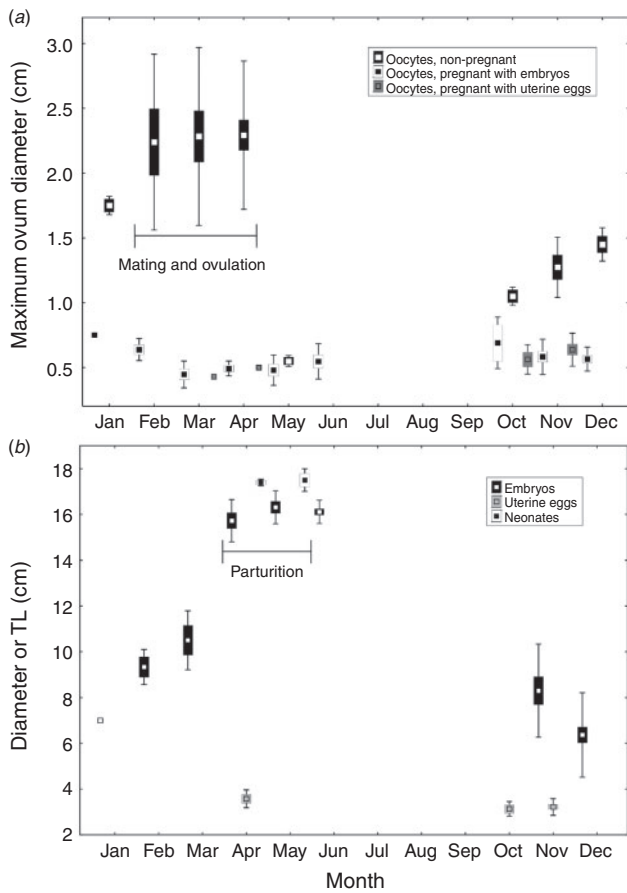 (a)
3.0
2.5
2.0
1.5
1.0
0.5
Maximum ovum diameter (cm)
Oocytes, non-pregnant
Oocytes, pregnant with embryos
Oocytes, pregnant with uterine eggs
Mating and ovulation
Jan Feb Mar Apr May Jun Jul Aug Sep Oct Nov Dec
(b)
18
16
14
12
10
8
6
4
2
Diameter or TL (cm)
Embryos
Uterine eggs
Neonates
Parturition
Jan Feb Mar Apr May Jun Jul Aug Sep Oct Nov Dec
Month